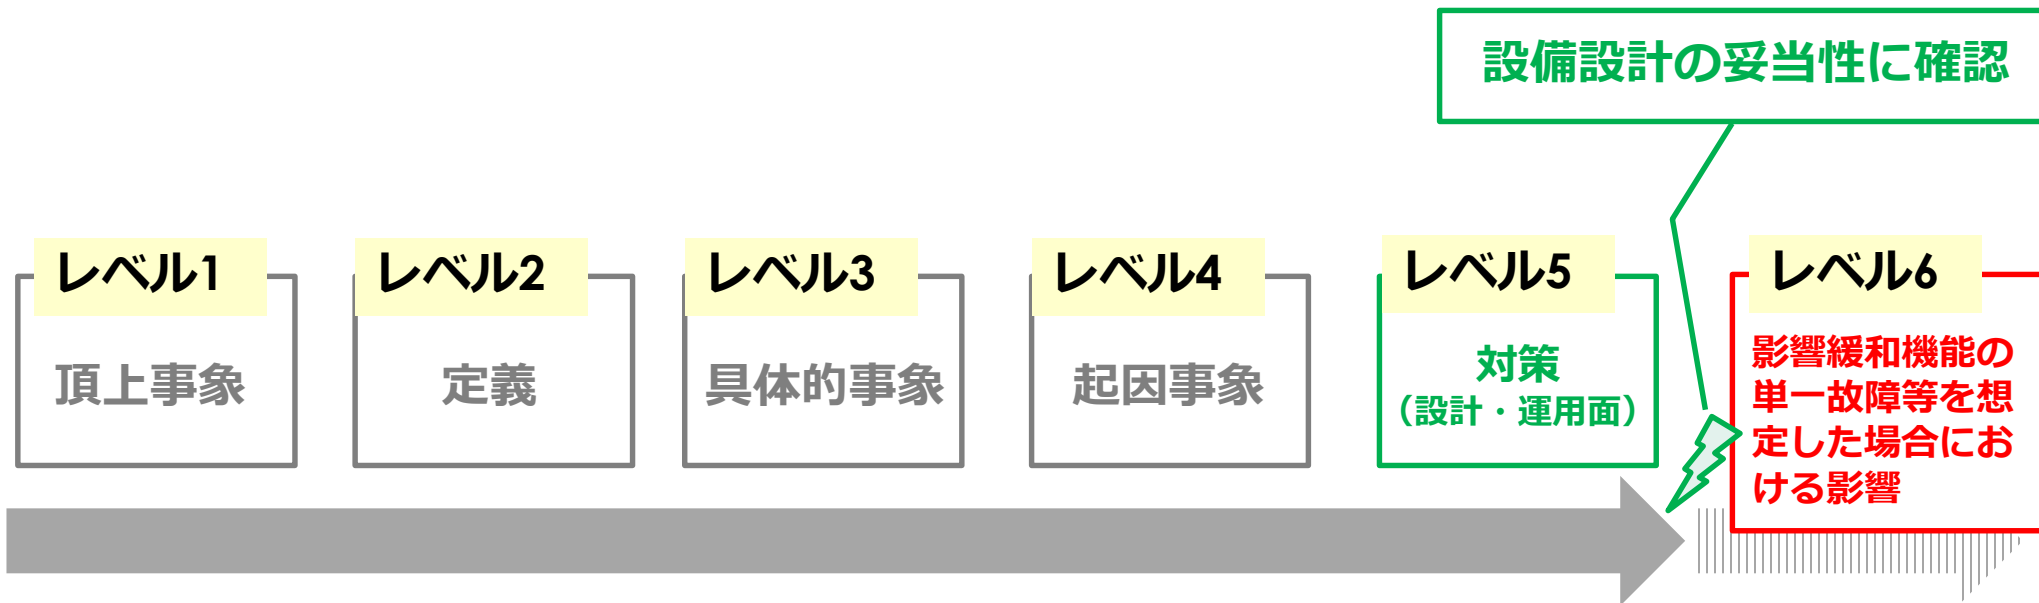 設備設計の妥当性に確認
レベル1
頂上事象
レベル2
定義
レベル3
具体的事象
レベル4
起因事象
レベル5
対策
（設計・運用面）
レベル6
影響緩和機能の
単一故障等を想
定した場合にお
ける影響